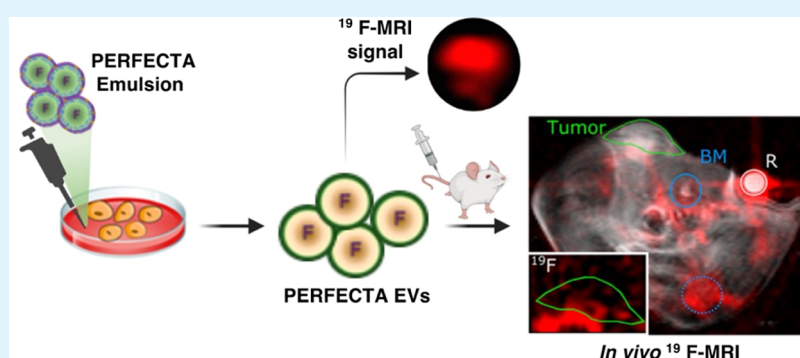 PERFECTA
Emulsion
F
F
F
F
¹⁹ F-MRI
signal
F
F
F
F
PERFECTA EVs
Tumor
BM
R
¹⁹F
In vivo ¹⁹ F-MRI